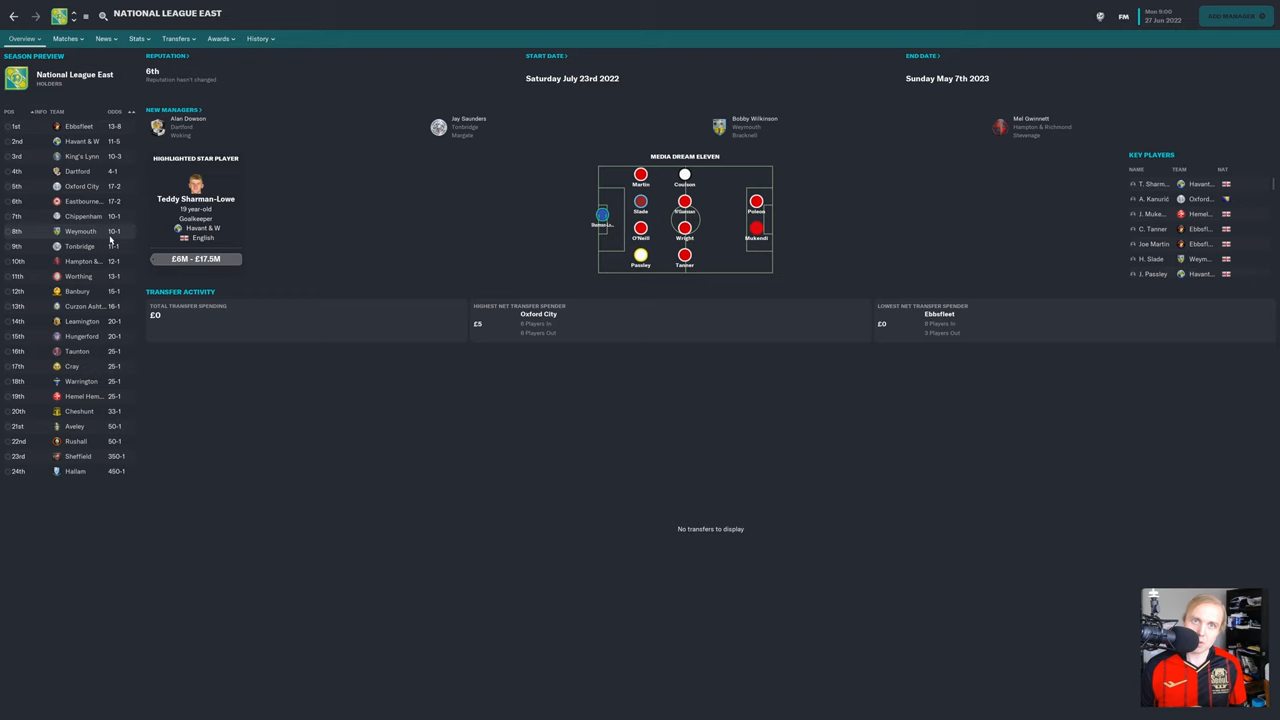 NATIONAL LEAGUE EAST
FM
Mon 9:00
27 Jun 2022
ADD MANAGER
Overview
Matches
News
Stats
Transfers
Awards
History
SEASON PREVIEW
National League East
HOLDERS
REPUTATION
6th
Reputation hasn't changed
START DATE
Saturday July 23rd 2022
END DATE
Sunday May 7th 2023
POS INFO TEAM ODDS
1st Ebbsfleet 13-8
2nd Havant & W 11-5
3rd King's Lynn 10-3
4th Dartford 4-1
5th Oxford City 17-2
6th Eastbourne... 17-2
7th Chippenham 10-1
8th Weymouth 10-1
9th Tonbridge 11-1
10th Hampton &... 12-1
11th Worthing 13-1
12th Banbury 15-1
13th Curzon Asht... 16-1
14th Leamington 20-1
15th Hungerford 20-1
16th Taunton 25-1
17th Cray 25-1
18th Warrington 25-1
19th Hemel Hem... 25-1
20th Cheshunt 33-1
21st Aveley 50-1
22nd Rushall 50-1
23rd Sheffield 350-1
24th Hallam 450-1
NEW MANAGERS
Alan Dowson
Dartford
Woking
Jay Saunders
Tonbridge
Margate
Bobby Wilkinson
Weymouth
Bracknell
Mel Gwinnett
Hampton & Richmond
Stevenage
HIGHLIGHTED STAR PLAYER
Teddy Sharman-Lowe
19 year-old
Goalkeeper
Havant & W
English
£6M - £17.5M
MEDIA DREAM ELEVEN
Martin
Coulson
Slade
Poleon
O'Neill
Wright
Mukendi
Passley
Tanner
KEY PLAYERS
NAME TEAM NAT
T. Sharm... Havant...
A. Kanurić Oxford...
J. Muke... Hemel...
C. Tanner Ebbsfl...
Joe Martin Ebbsfl...
H. Slade Weym...
J. Passley Havant...
TRANSFER ACTIVITY
TOTAL TRANSFER SPENDING
£0
HIGHEST NET TRANSFER SPENDER
£5
Oxford City
6 Players In
6 Players Out
LOWEST NET TRANSFER SPENDER
£0
Ebbsfleet
8 Players In
3 Players Out
No transfers to display